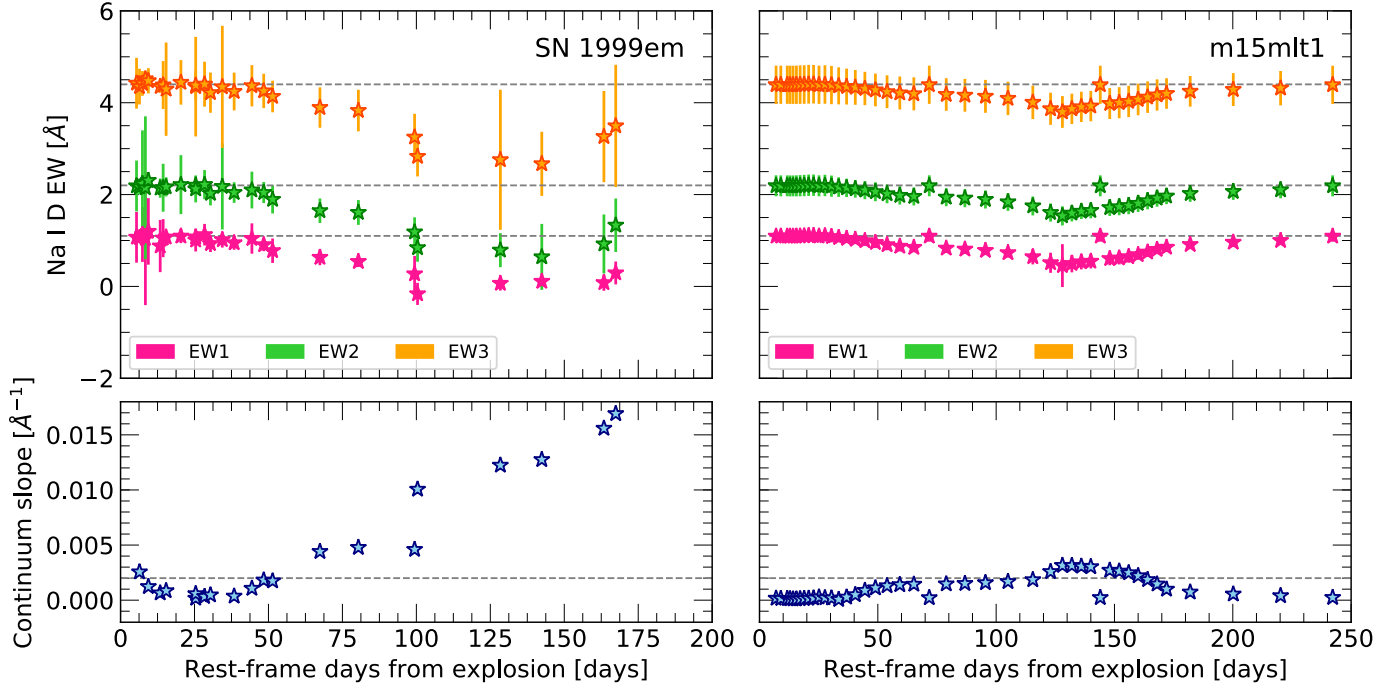 SN 1999em
m15mlt1
Na I D EW [Å]
6
4
2
0
−2
EW1 EW2 EW3
EW1 EW2 EW3
Continuum slope [Å⁻¹]
0.015
0.010
0.005
0.000
0 25 50 75 100 125 150 175 200
0 50 100 150 200 250
Rest-frame days from explosion [days]
Rest-frame days from explosion [days]